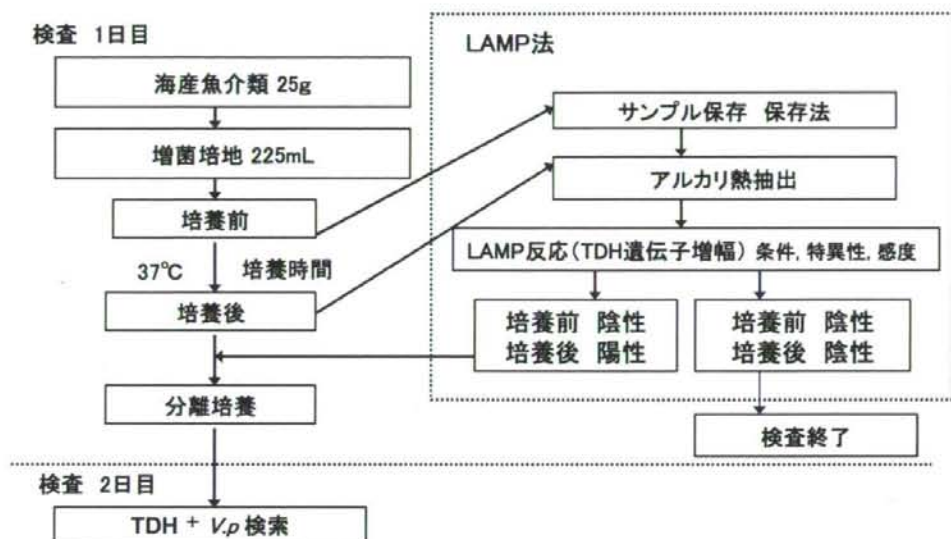 検査 1日目
海産魚介類 25g
増菌培地 225mL
培養前
37℃ 培養時間
培養後
分離培養
LAMP法
サンプル保存 保存法
アルカリ熱抽出
LAMP反応(TDH遺伝子増幅) 条件, 特異性, 感度
培養前 陰性
培養後 陽性
培養前 陰性
培養後 陰性
検査終了
検査 2日目
TDH + V.p 検索